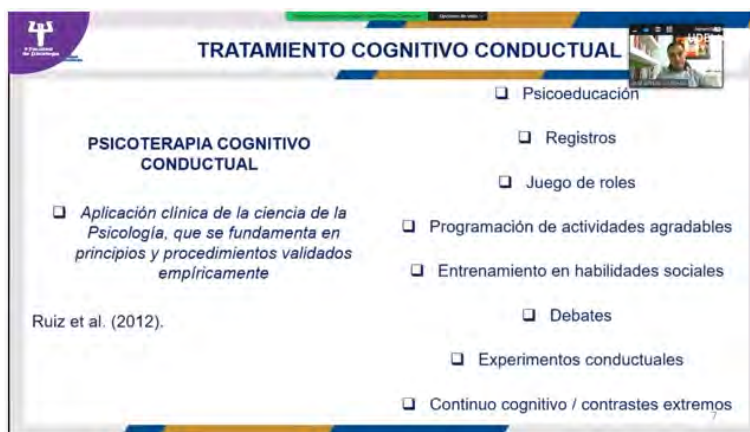 TRATAMIENTO COGNITIVO CONDUCTUAL
PSICOTERAPIA COGNITIVO
CONDUCTUAL
❑ Aplicación clínica de la ciencia de la
Psicología, que se fundamenta en
principios y procedimientos validados
empíricamente
Ruiz et al. (2012).
❑ Psicoeducación
❑ Registros
❑ Juego de roles
❑ Programación de actividades agradables
❑ Entrenamiento en habilidades sociales
❑ Debates
❑ Experimentos conductuales
❑ Continuo cognitivo / contrastes extremos
7